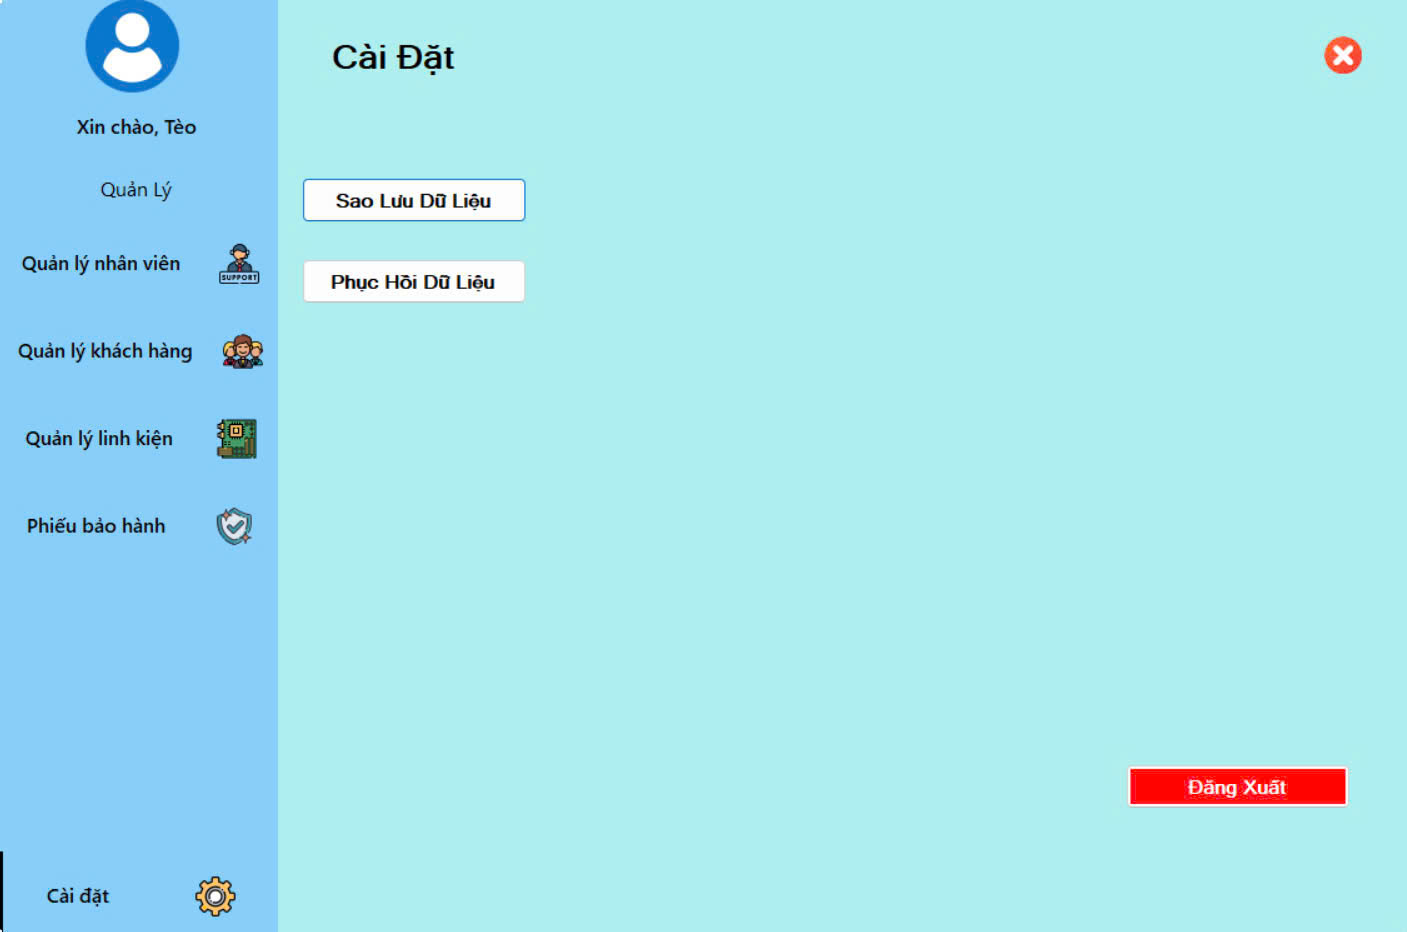 Xin chào, Tèo
Quản Lý
Quản lý nhân viên
SUPPORT
Quản lý khách hàng
Quản lý linh kiện
Phiếu bảo hành
Cài đặt
Cài Đặt
Sao Lưu Dữ Liệu
Phục Hồi Dữ Liệu
Đăng Xuất